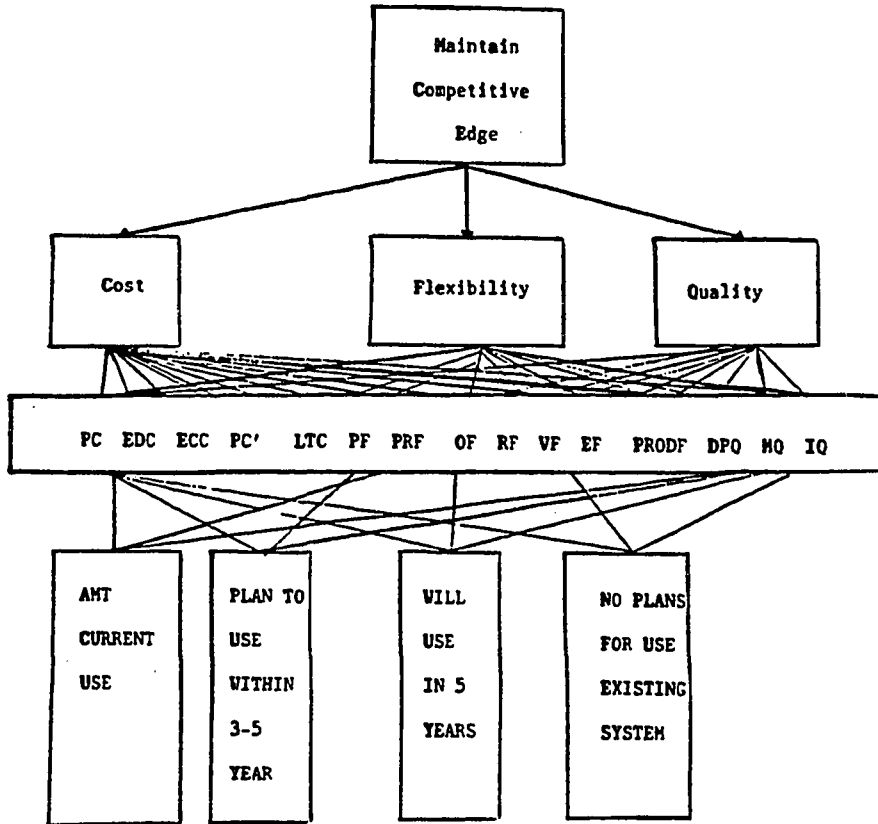 Maintain
Competitive
Edge
Cost
Flexibility
Quality
PC EDC ECC PC' LTC PF PRF OF RF VF EF PRODF DPQ MQ IQ
AMT
CURRENT
USE
PLAN TO
USE
WITHIN
3-5
YEAR
WILL
USE
IN 5
YEARS
NO PLANS
FOR USE
EXISTING
SYSTEM